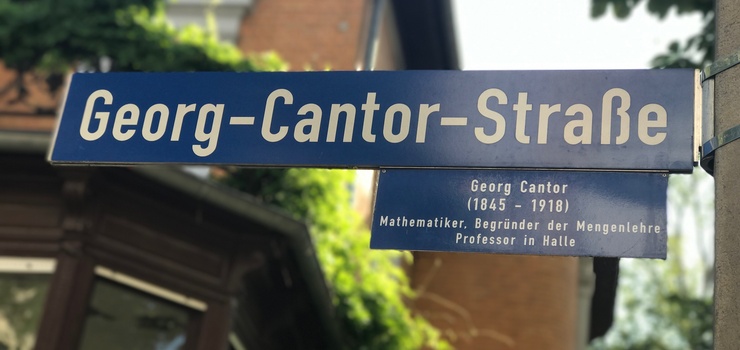 Georg-Cantor-Straße
Georg Cantor
(1845 - 1918)
Mathematiker, Begründer der Mengenlehre
Professor in Halle